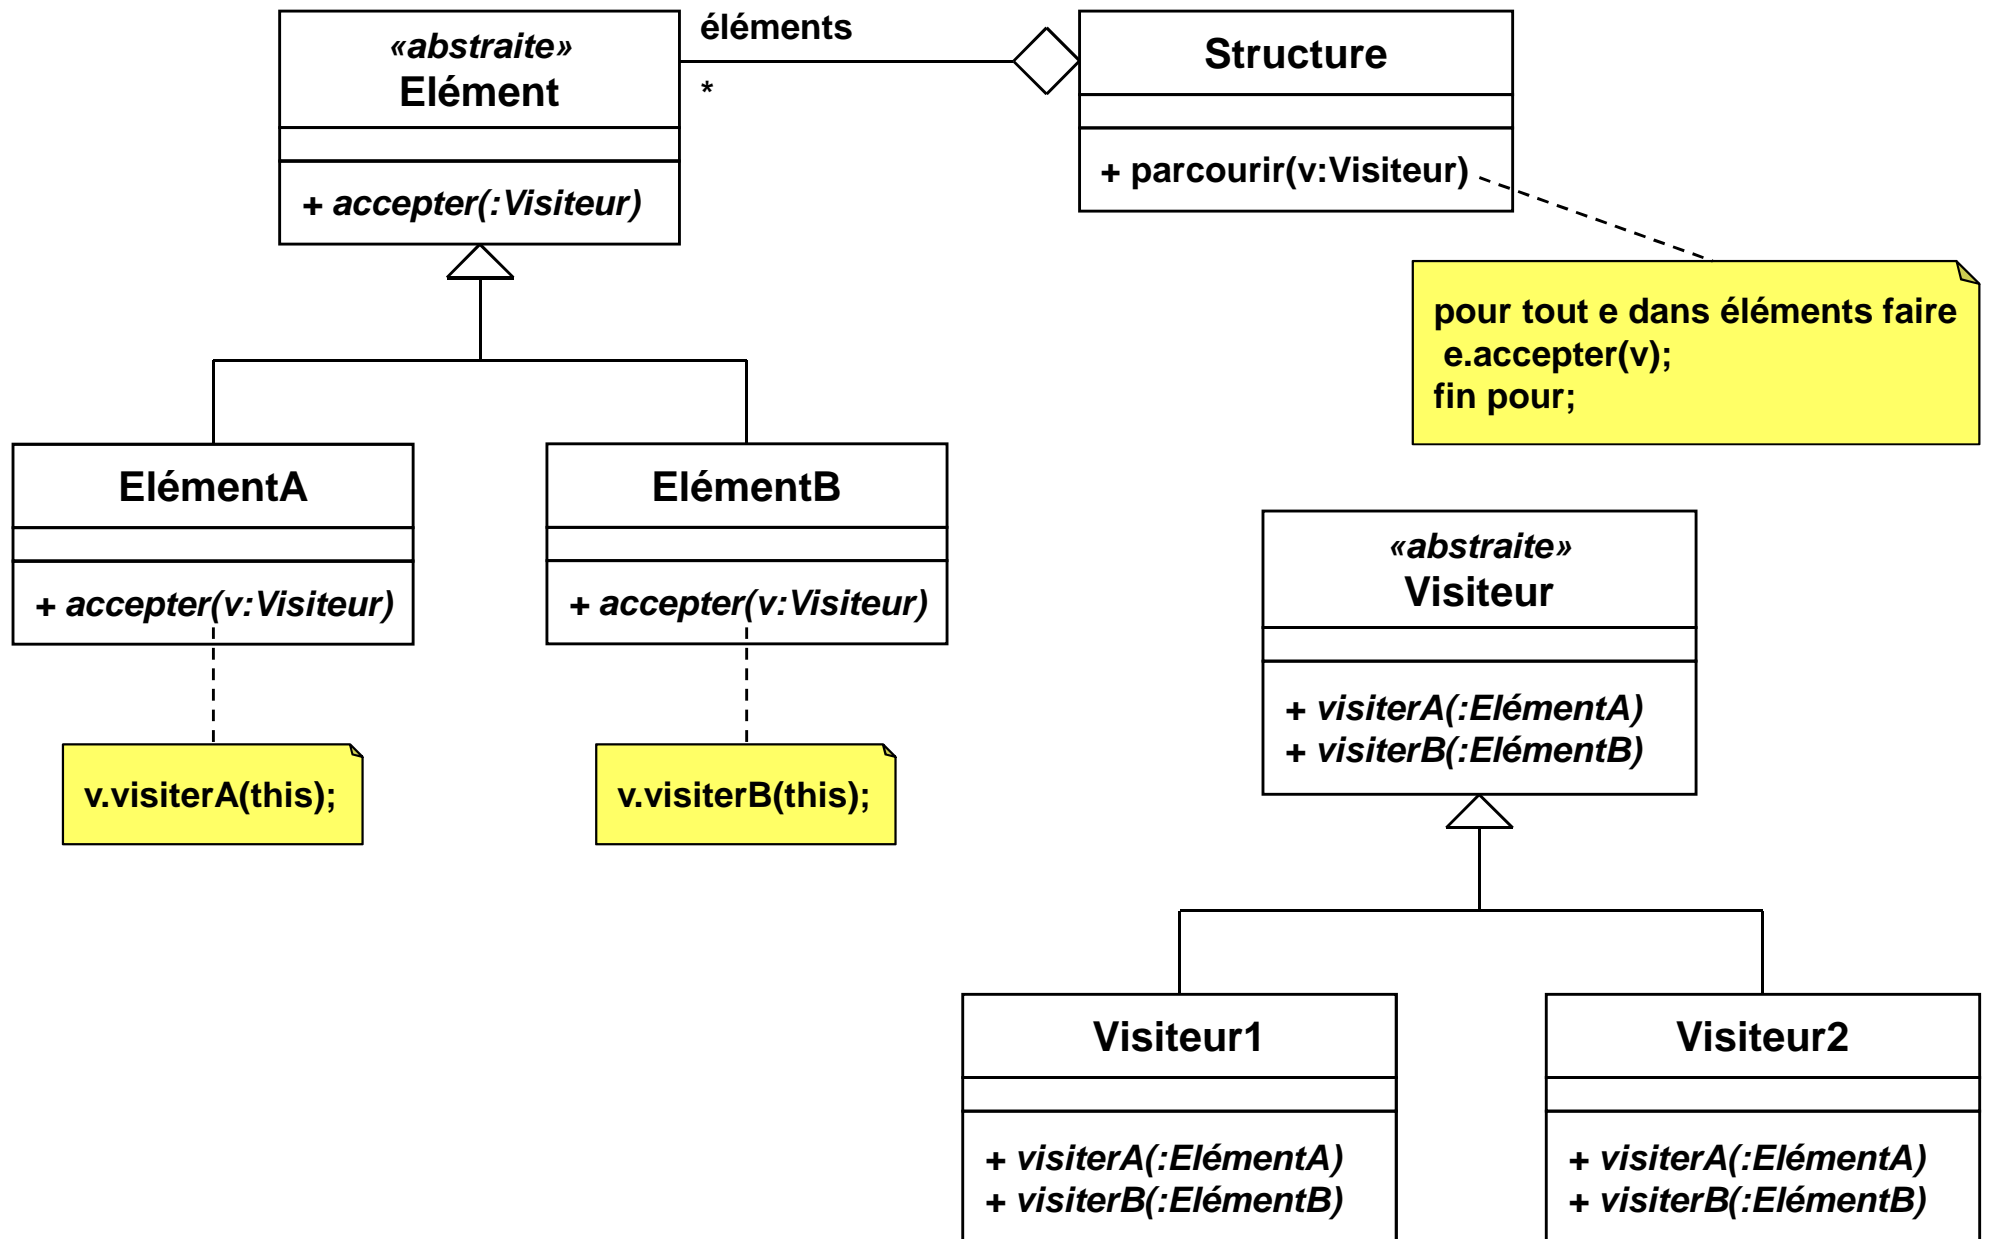 «abstraite»
Elément
+ accepter(:Visiteur)
éléments
*
Structure
+ parcourir(v:Visiteur)
pour tout e dans éléments faire
e.accepter(v);
fin pour;
ElémentA
+ accepter(v:Visiteur)
v.visiterA(this);
ElémentB
+ accepter(v:Visiteur)
v.visiterB(this);
«abstraite»
Visiteur
+ visiterA(:ElémentA)
+ visiterB(:ElémentB)
Visiteur1
+ visiterA(:ElémentA)
+ visiterB(:ElémentB)
Visiteur2
+ visiterA(:ElémentA)
+ visiterB(:ElémentB)